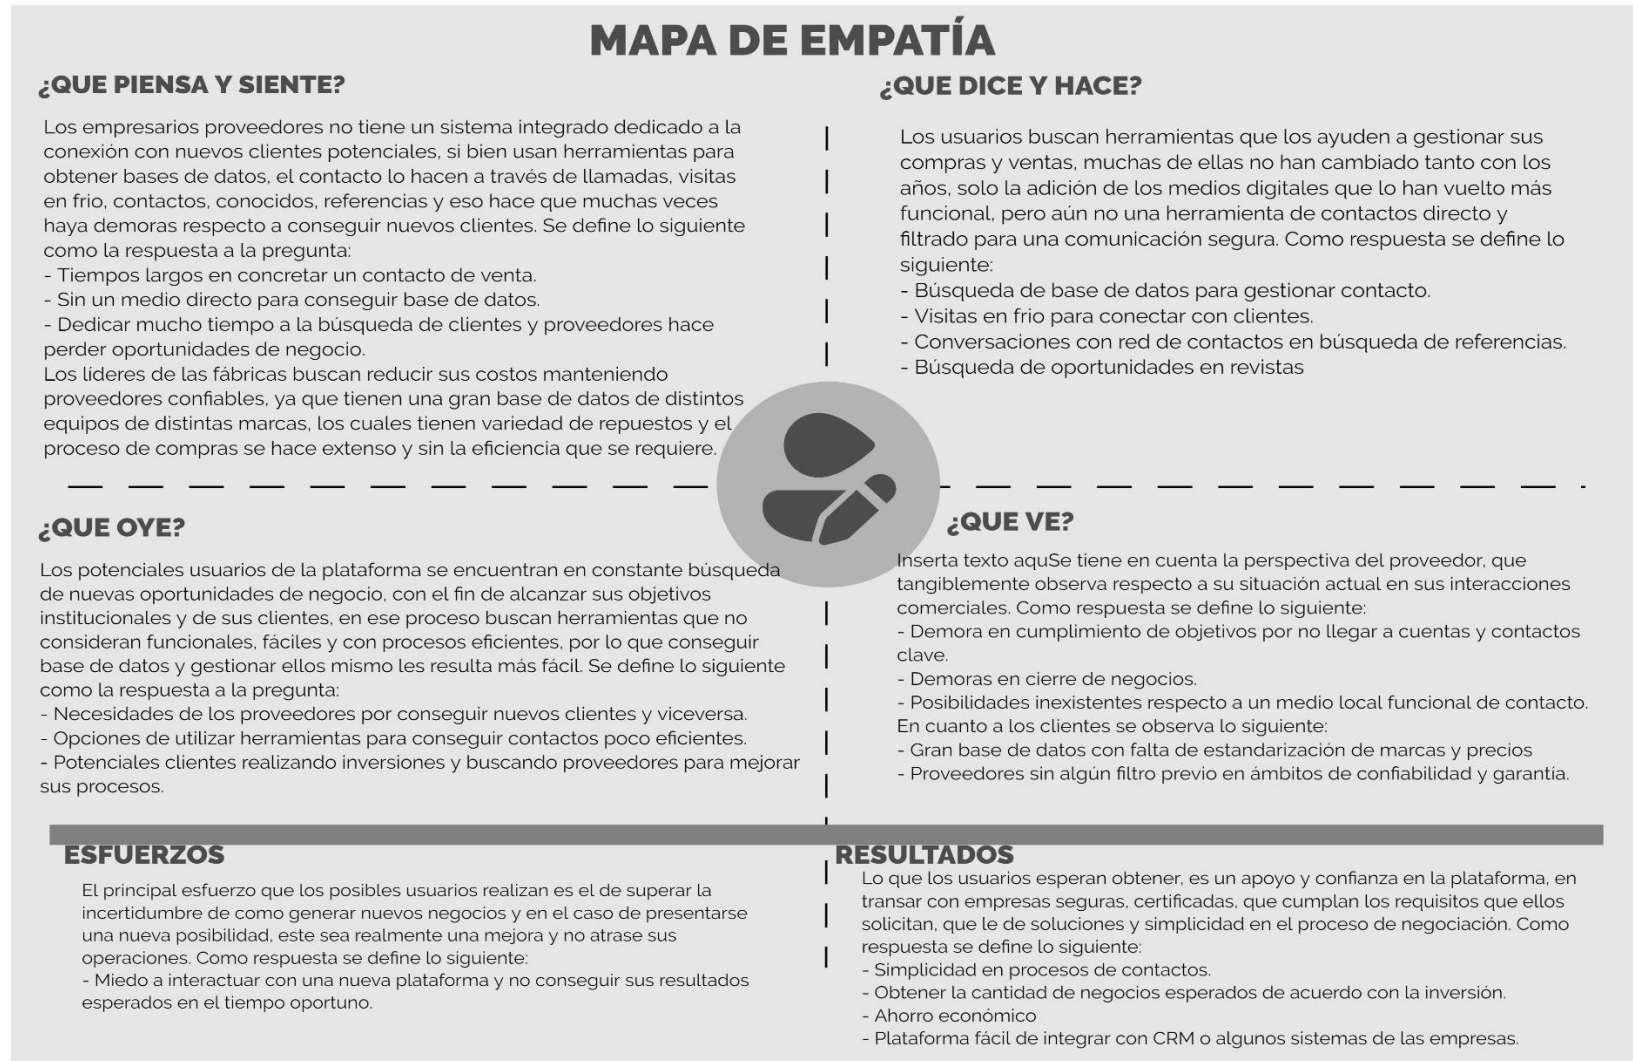 MAPA DE EMPATÍA
¿QUE PIENSA Y SIENTE?
Los empresarios proveedores no tiene un sistema integrado dedicado a la
conexión con nuevos clientes potenciales, si bien usan herramientas para
obtener bases de datos, el contacto lo hacen a través de llamadas, visitas
en frio, contactos, conocidos, referencias y eso hace que muchas veces
haya demoras respecto a conseguir nuevos clientes. Se define lo siguiente
como la respuesta a la pregunta:
- Tiempos largos en concretar un contacto de venta.
- Sin un medio directo para conseguir base de datos.
- Dedicar mucho tiempo a la búsqueda de clientes y proveedores hace
perder oportunidades de negocio.
Los líderes de las fábricas buscan reducir sus costos manteniendo
proveedores confiables, ya que tienen una gran base de datos de distintos
equipos de distintas marcas, los cuales tienen variedad de repuestos y el
proceso de compras se hace extenso y sin la eficiencia que se requiere.
¿QUE DICE Y HACE?
Los usuarios buscan herramientas que los ayuden a gestionar sus
compras y ventas, muchas de ellas no han cambiado tanto con los
años, solo la adición de los medios digitales que lo han vuelto más
funcional, pero aún no una herramienta de contactos directo y
filtrado para una comunicación segura. Como respuesta se define lo
siguiente:
- Búsqueda de base de datos para gestionar contacto.
- Visitas en frio para conectar con clientes.
- Conversaciones con red de contactos en búsqueda de referencias.
- Búsqueda de oportunidades en revistas
¿QUE OYE?
Los potenciales usuarios de la plataforma se encuentran en constante búsqueda
de nuevas oportunidades de negocio, con el fin de alcanzar sus objetivos
institucionales y de sus clientes, en ese proceso buscan herramientas que no
consideran funcionales, fáciles y con procesos eficientes, por lo que conseguir
base de datos y gestionar ellos mismo les resulta más fácil. Se define lo siguiente
como la respuesta a la pregunta:
- Necesidades de los proveedores por conseguir nuevos clientes y viceversa.
- Opciones de utilizar herramientas para conseguir contactos poco eficientes.
- Potenciales clientes realizando inversiones y buscando proveedores para mejorar
sus procesos.
¿QUE VE?
Inserta texto aquSe tiene en cuenta la perspectiva del proveedor, que
tangiblemente observa respecto a su situación actual en sus interacciones
comerciales. Como respuesta se define lo siguiente:
- Demora en cumplimiento de objetivos por no llegar a cuentas y contactos
clave.
- Demoras en cierre de negocios.
- Posibilidades inexistentes respecto a un medio local funcional de contacto.
En cuanto a los clientes se observa lo siguiente:
- Gran base de datos con falta de estandarización de marcas y precios
- Proveedores sin algún filtro previo en ámbitos de confiabilidad y garantía.
ESFUERZOS
El principal esfuerzo que los posibles usuarios realizan es el de superar la
incertidumbre de como generar nuevos negocios y en el caso de presentarse
una nueva posibilidad, este sea realmente una mejora y no atrase sus
operaciones. Como respuesta se define lo siguiente:
- Miedo a interactuar con una nueva plataforma y no conseguir sus resultados
esperados en el tiempo oportuno.
RESULTADOS
Lo que los usuarios esperan obtener, es un apoyo y confianza en la plataforma, en
transar con empresas seguras, certificadas, que cumplan los requisitos que ellos
solicitan, que le de soluciones y simplicidad en el proceso de negociación. Como
respuesta se define lo siguiente:
- Simplicidad en procesos de contactos.
- Obtener la cantidad de negocios esperados de acuerdo con la inversión.
- Ahorro económico
- Plataforma fácil de integrar con CRM o algunos sistemas de las empresas.